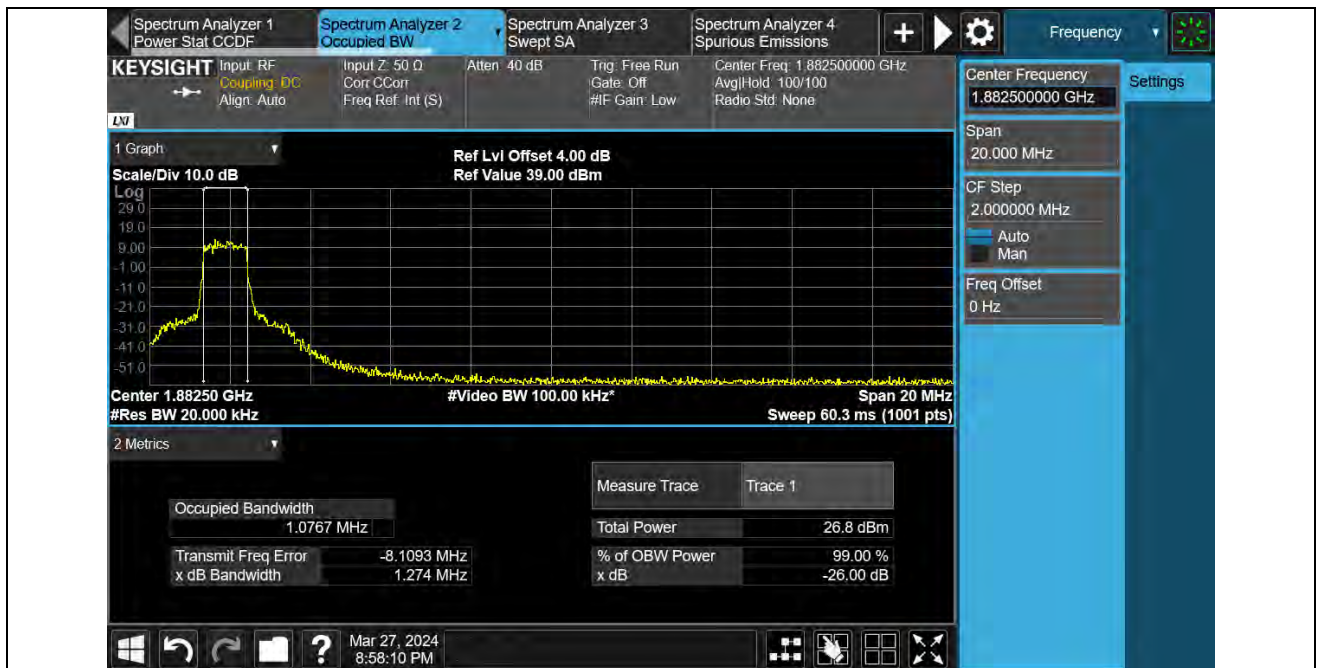 Spectrum Analyzer 1
Power Stat CCDF
Spectrum Analyzer 2
Occupied BW
Spectrum Analyzer 3
Swept SA
Spectrum Analyzer 4
Spurious Emissions
+
Frequency
KEYSIGHT
Input: RF
Coupling: DC
Align: Auto
Input Z: 50 Ω
Corr CCorr
Freq Ref: Int (S)
Atten: 40 dB
Trig: Free Run
Gate: Off
#IF Gain: Low
Center Freq: 1.882500000 GHz
Avg|Hold: 100/100
Radio Std: None
LXI
Center Frequency
1.882500000 GHz
Settings
Span
20.000 MHz
CF Step
2.000000 MHz
Auto
Man
Freq Offset
0 Hz
1 Graph
Scale/Div 10.0 dB
Ref Lvl Offset 4.00 dB
Ref Value 39.00 dBm
Log
29.0
19.0
9.00
-1.00
-11.0
-21.0
-31.0
-41.0
-51.0
Center 1.88250 GHz
#Video BW 100.00 kHz*
Span 20 MHz
#Res BW 20.000 kHz
Sweep 60.3 ms (1001 pts)
2 Metrics
Measure Trace
Trace 1
Occupied Bandwidth
1.0767 MHz
Total Power
26.8 dBm
Transmit Freq Error
-8.1093 MHz
% of OBW Power
99.00 %
x dB Bandwidth
1.274 MHz
x dB
-26.00 dB
?
Mar 27, 2024
8:58:10 PM